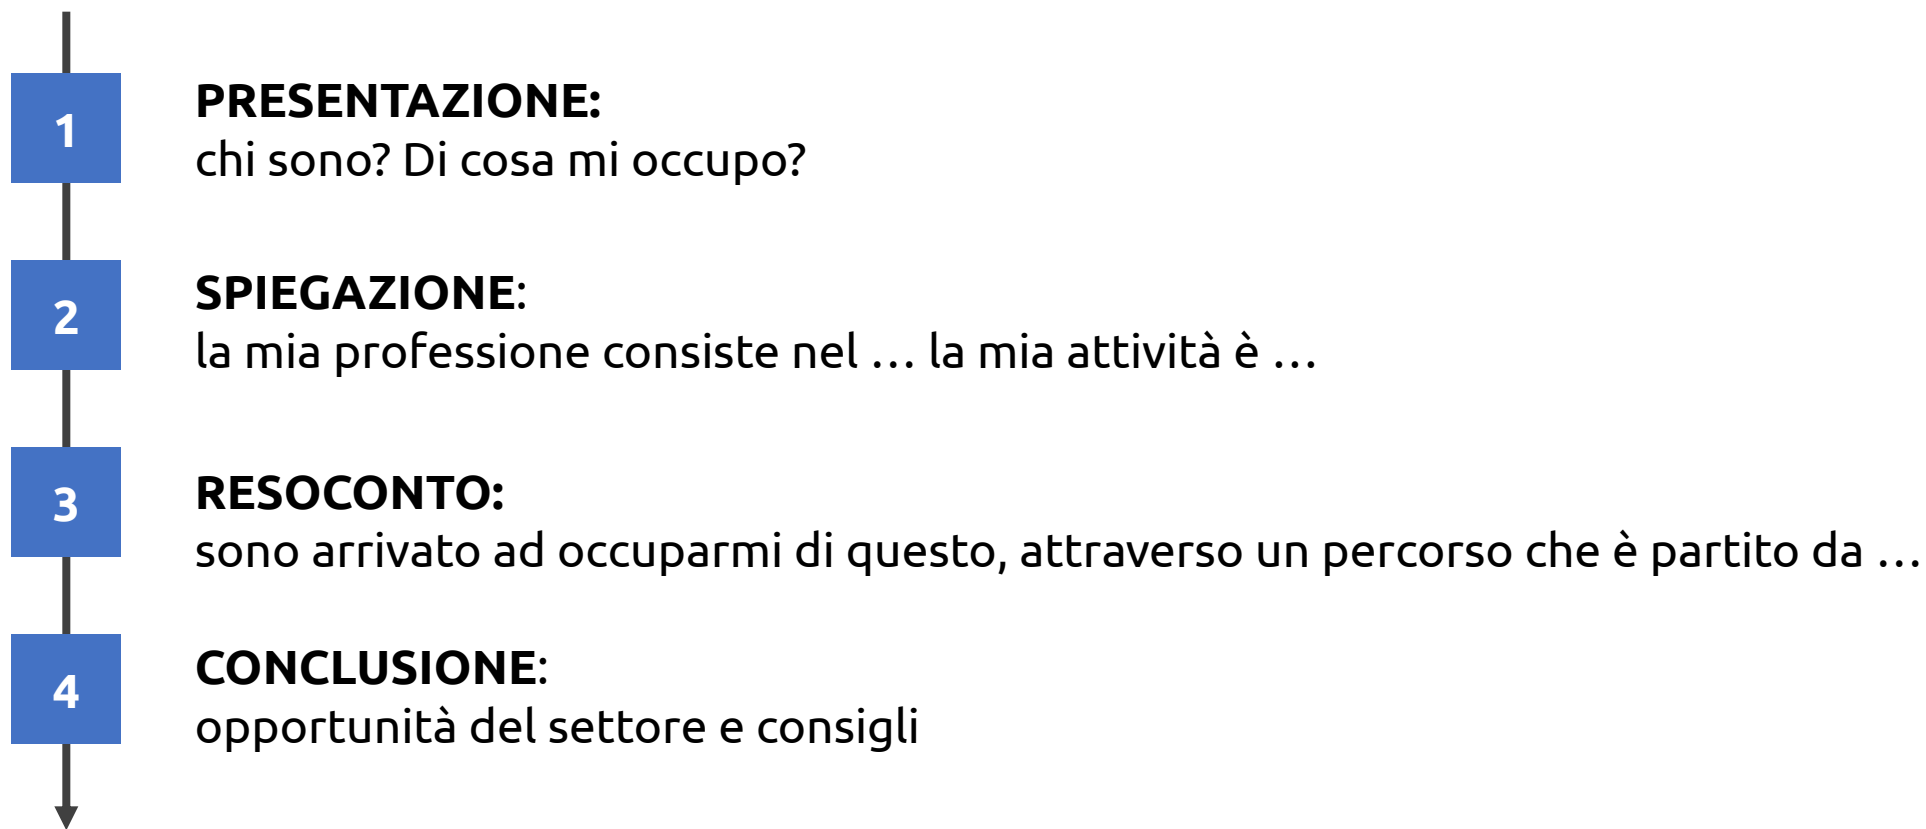 1
PRESENTAZIONE:
chi sono? Di cosa mi occupo?
2
SPIEGAZIONE:
la mia professione consiste nel … la mia attività è …
3
RESOCONTO:
sono arrivato ad occuparmi di questo, attraverso un percorso che è partito da …
4
CONCLUSIONE:
opportunità del settore e consigli